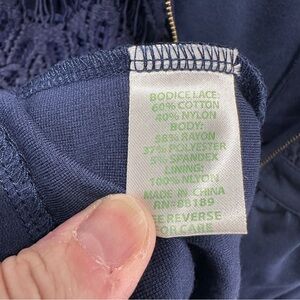 BODICE LACE:
60% COTTON
40% NYLON
BODY:
58% RAYON
37% POLYESTER
5% SPANDEX
LINING:
100% NLYON
MADE IN CHINA
RN#88189
SEE REVERSE
FOR CARE